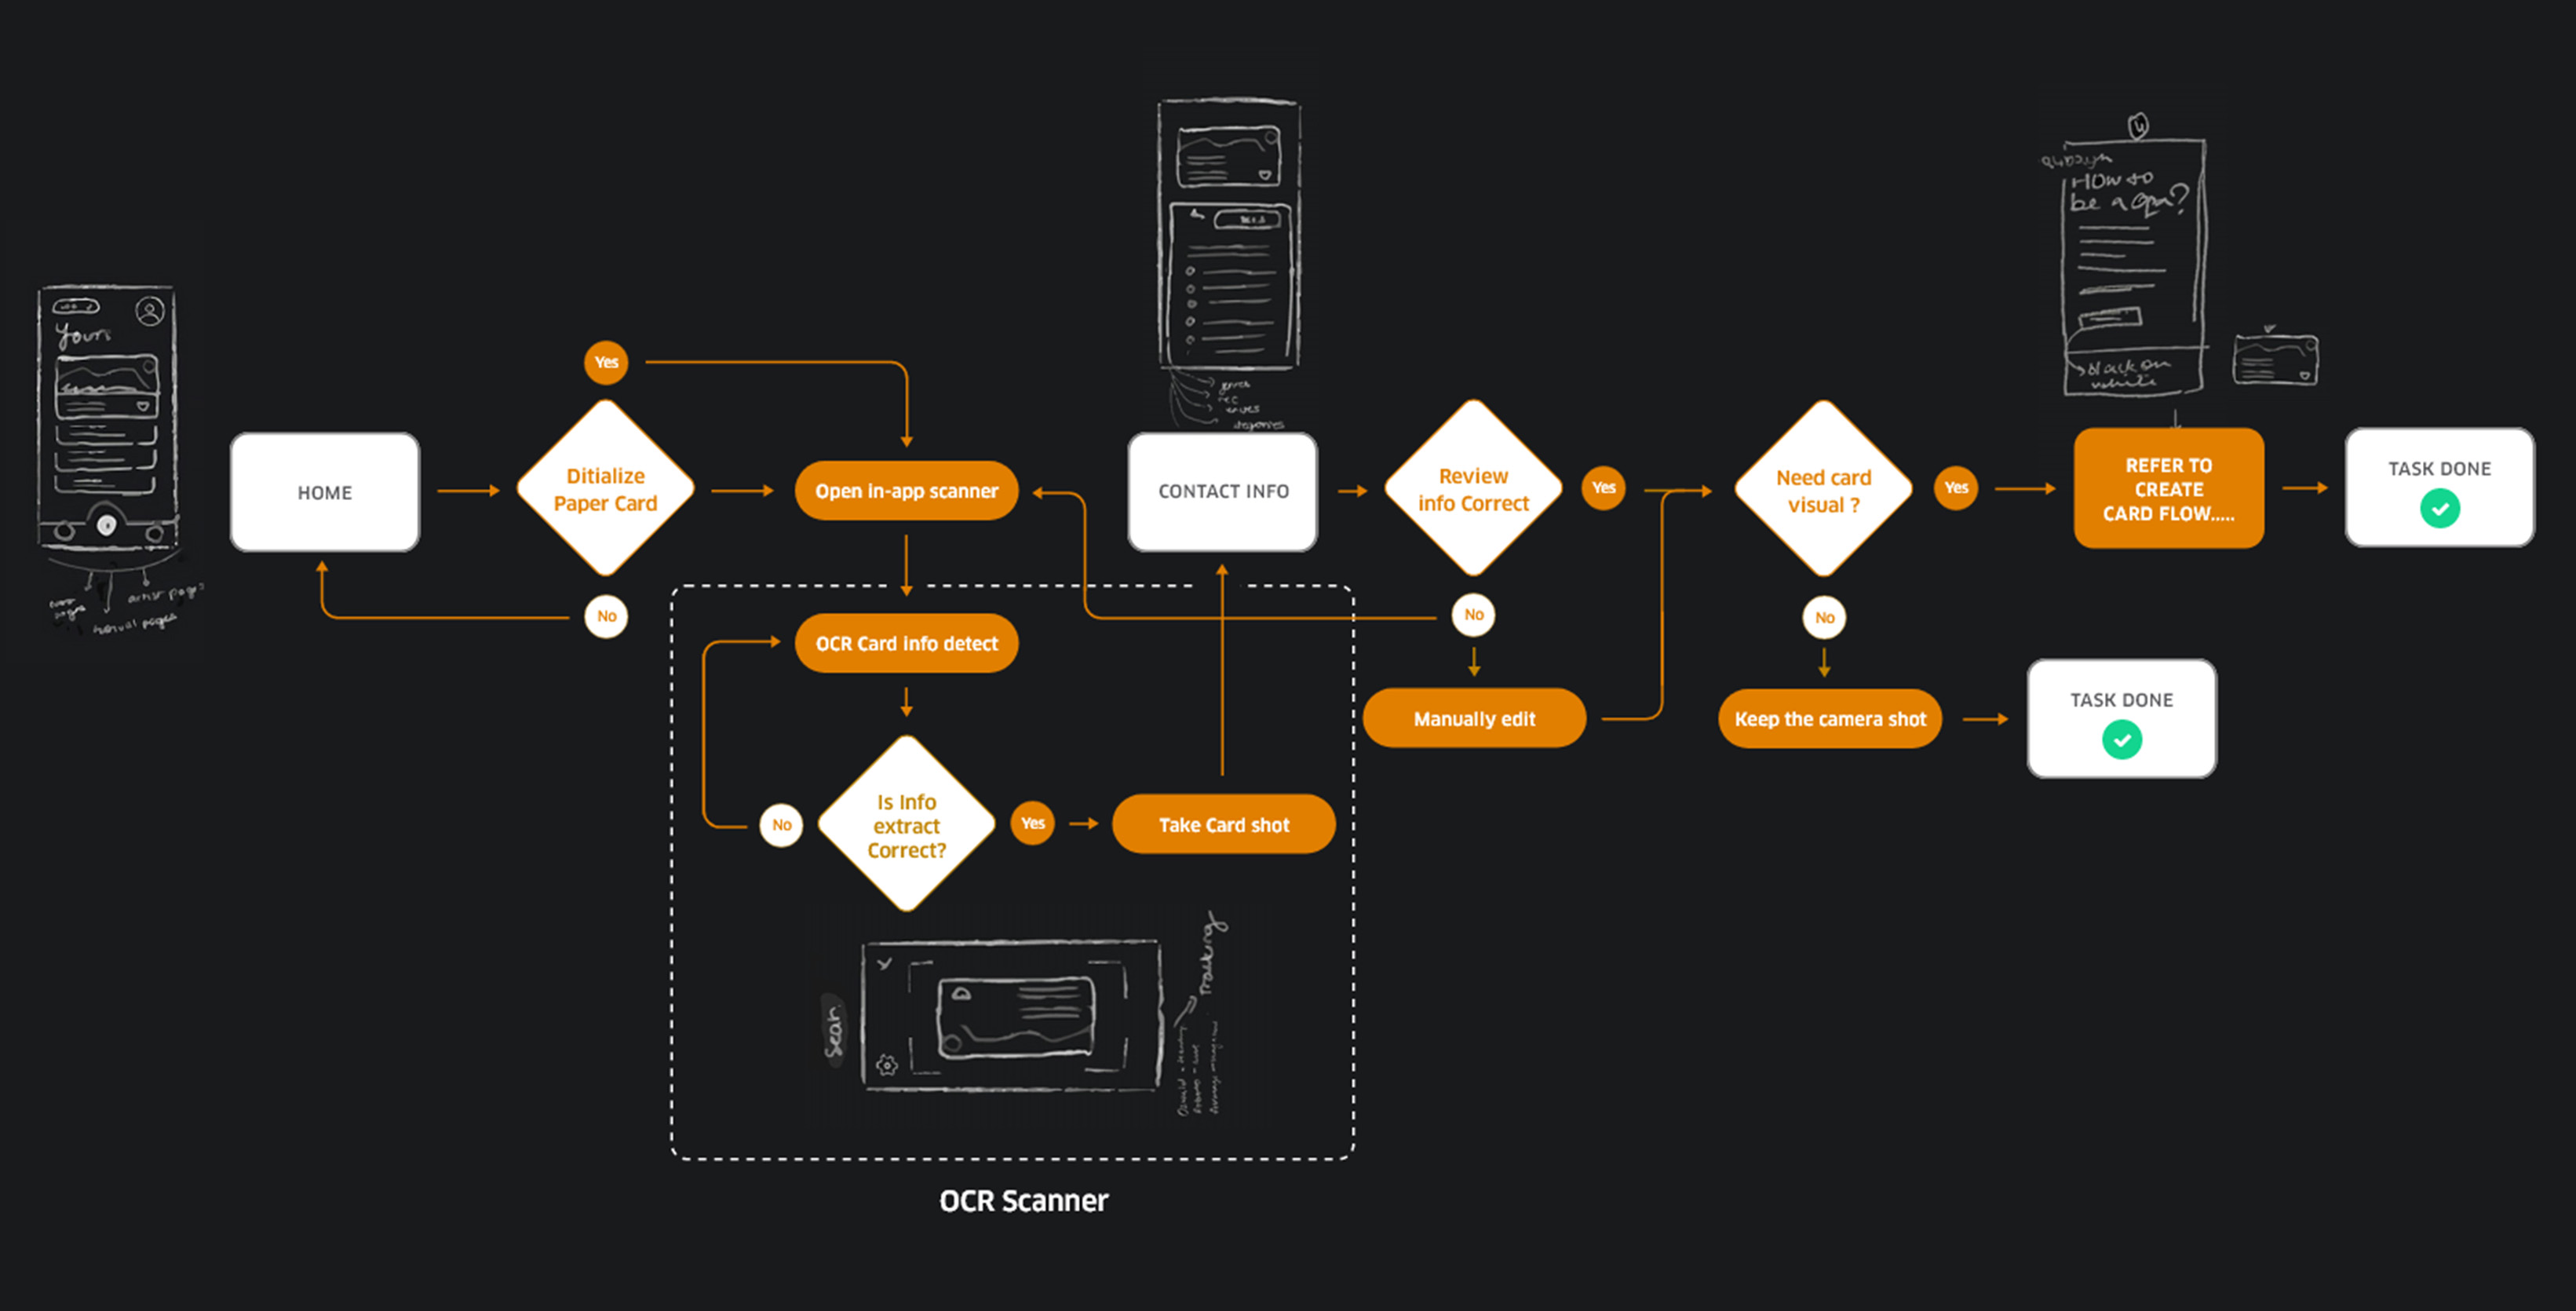 Yours
HOME
Yes
Ditialize
Paper Card
No
Open in-app scanner
CONTACT INFO
Review
info Correct
Yes
No
Manually edit
Need card
visual ?
Yes
No
Keep the camera shot
TASK DONE
How to
be a
black on
white
REFER TO
CREATE
CARD FLOW.....
TASK DONE
artist pages
pages
OCR Card info detect
Is Info
extract
Correct?
No
Yes
Take Card shot
Scan
Tracking
OCR Scanner